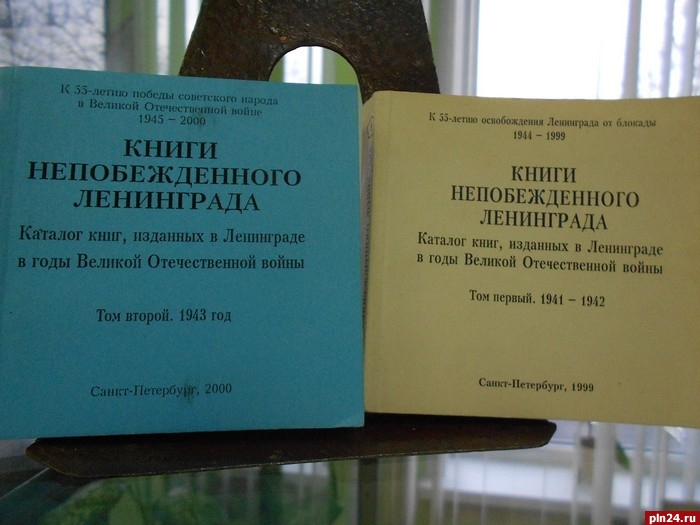 К 55-летию победы советского народа
в Великой Отечественной войне
1945 – 2000
КНИГИ
НЕПОБЕЖДЕННОГО
ЛЕНИНГРАДА
Каталог книг, изданных в Ленинграде
в годы Великой Отечественной войны
Том второй. 1943 год
Санкт-Петербург, 2000
К 55-летию освобождения Ленинграда от блокады
1944 – 1999
КНИГИ
НЕПОБЕЖДЕННОГО
ЛЕНИНГРАДА
Каталог книг, изданных в Ленинграде
в годы Великой Отечественной войны
Том первый. 1941 – 1942
Санкт-Петербург, 1999
pln24.ru